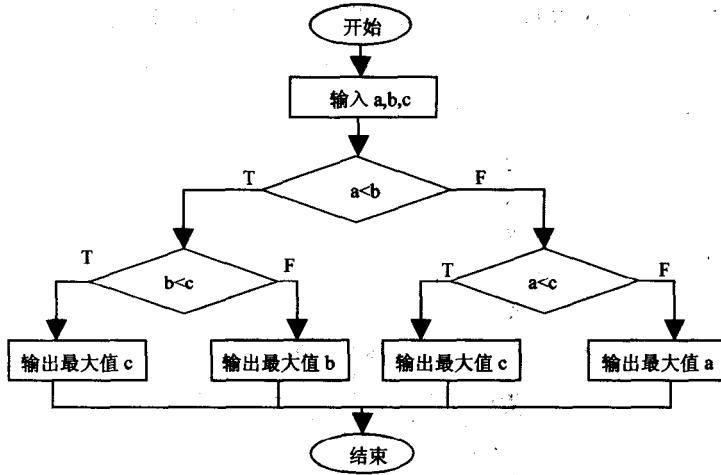 开始
输入 a,b,c
T
a<b
F
T
b<c
F
T
a<c
F
输出最大值 c
输出最大值 b
输出最大值 c
输出最大值 a
结束